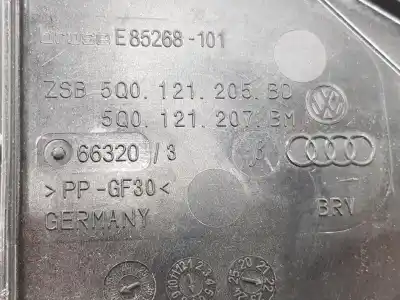 E85268-101
ZSB 5Q0.121.205.BD
5Q0.121.207.BM
66320/3
>PP-GF30<
GERMANY
BRV